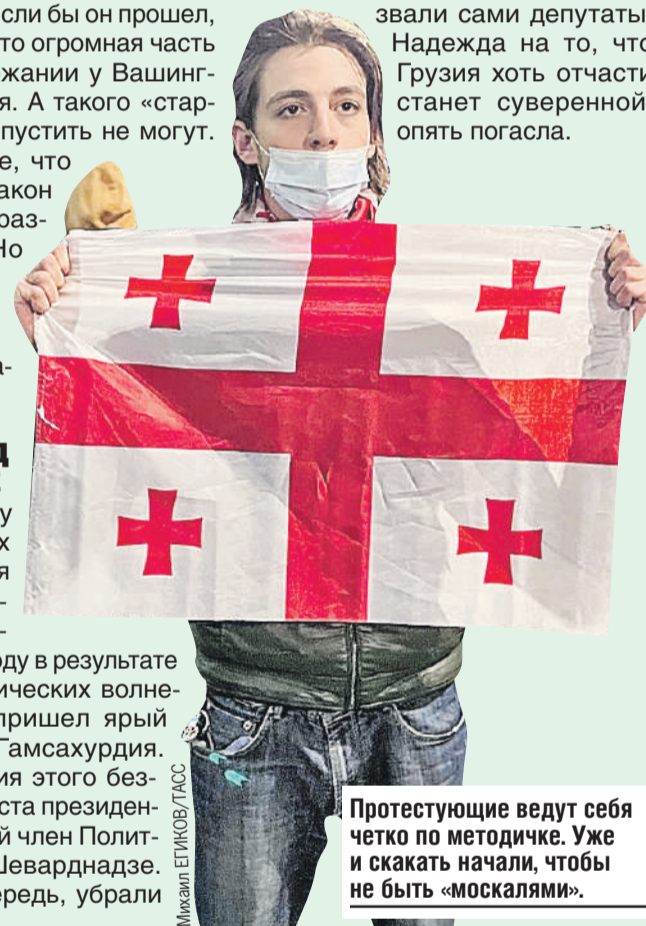 сли бы он прошел,
то огромная часть
жании у Вашинг-
я. А такого «стар-
пустить не могут.
е, что
акон
раз-
Но
а-
д
у
х
я
–
–
оду в результате
ических волне-
пришел ярый
Гамсахурдия.
ия этого без-
ста президен-
й член Полит-
Шеварднадзе.
ередь, убрали
звали сами депутаты
Надежда на то, что
Грузия хоть отчасти
станет суверенной
опять погасла.
Михаил ЕГИКОВ/ТАСС
Протестующие ведут себя
четко по методичке. Уже
и скакать начали, чтобы
не быть «москалями».